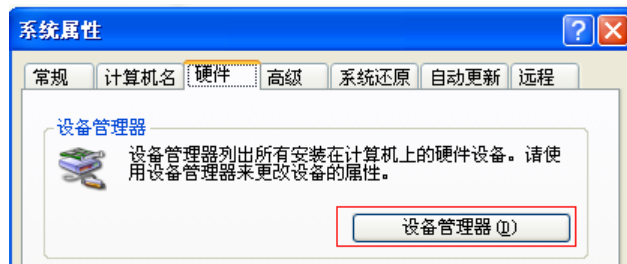 系统属性
常规 计算机名 硬件 高级 系统还原 自动更新 远程
设备管理器
设备管理器列出所有安装在计算机上的硬件设备。请使
用设备管理器来更改设备的属性。
设备管理器(D)